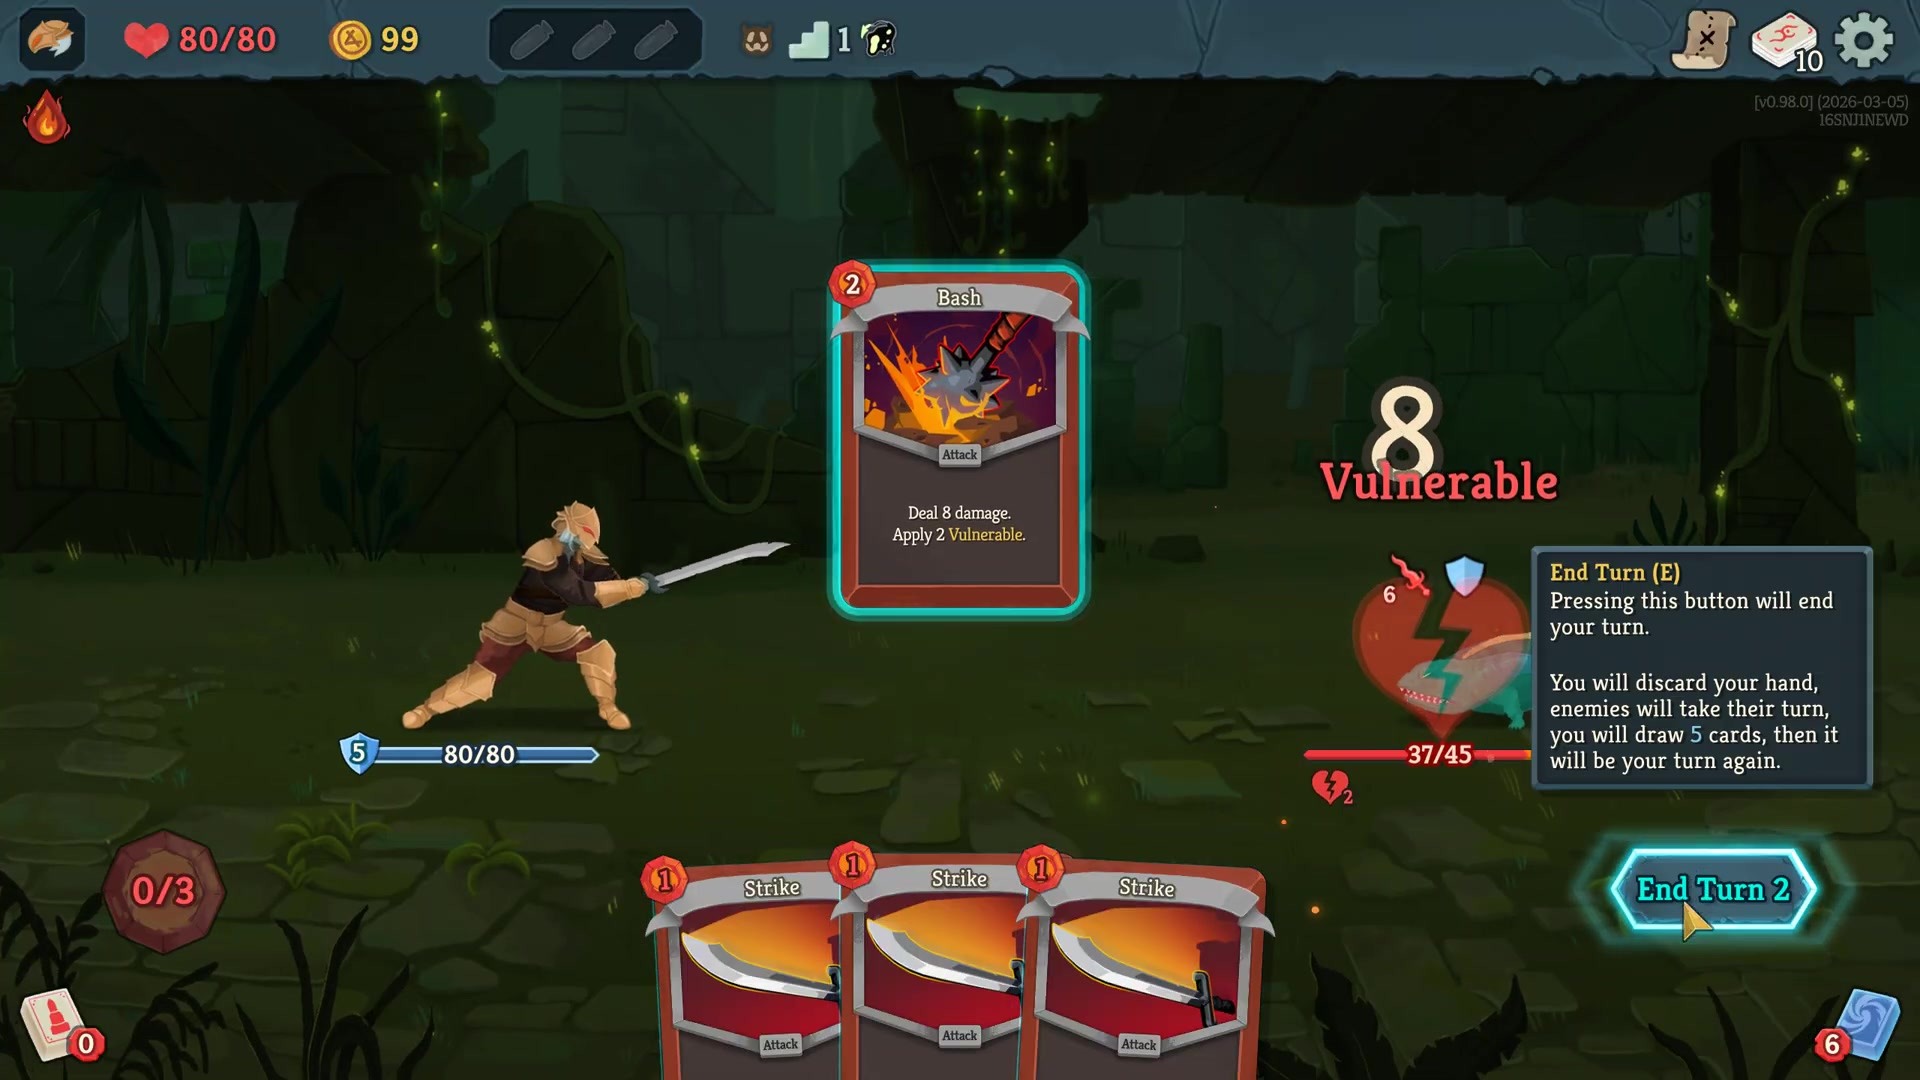 80/80
99
1
10
[v0.98.0] (2026-03-05)
16SNJ1NEWD
2
Bash
Attack
Deal 8 damage.
Apply 2 Vulnerable.
8
Vulnerable
6
End Turn (E)
Pressing this button will end
your turn.
You will discard your hand,
enemies will take their turn,
you will draw 5 cards, then it
will be your turn again.
5
80/80
37/45
2
0/3
1
Strike
Attack
1
Strike
Attack
1
Strike
Attack
End Turn 2
0
6